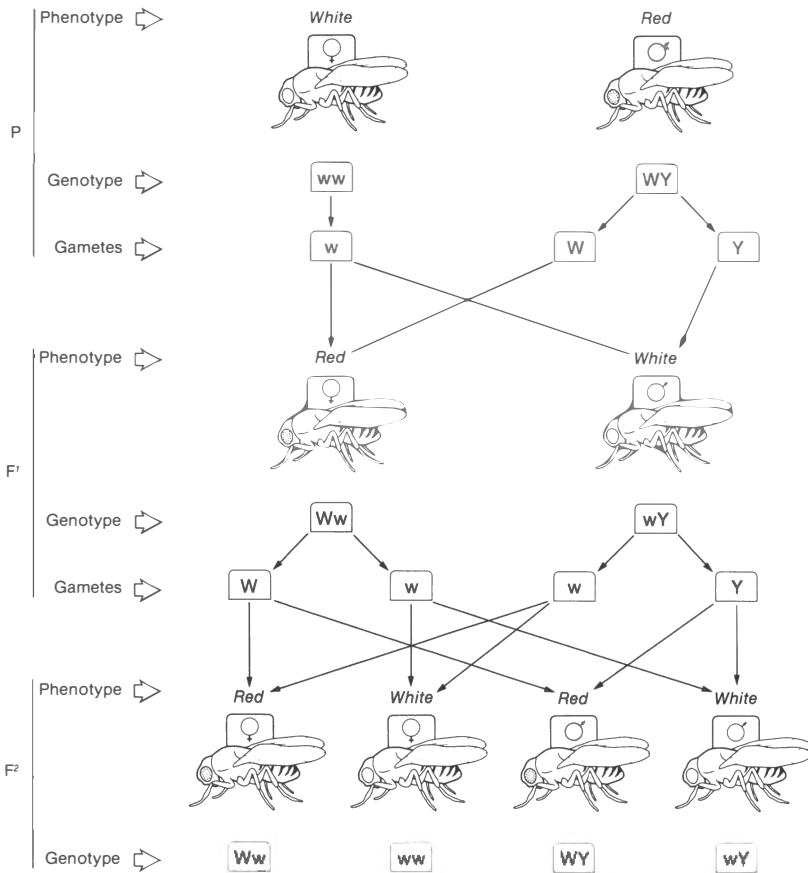 Phenotype White Red
P
Genotype ww WY
Gametes w W Y
Phenotype Red White
F¹
Genotype Ww wY
Gametes W w w Y
Phenotype Red White Red White
F²
Genotype Ww ww WY wY